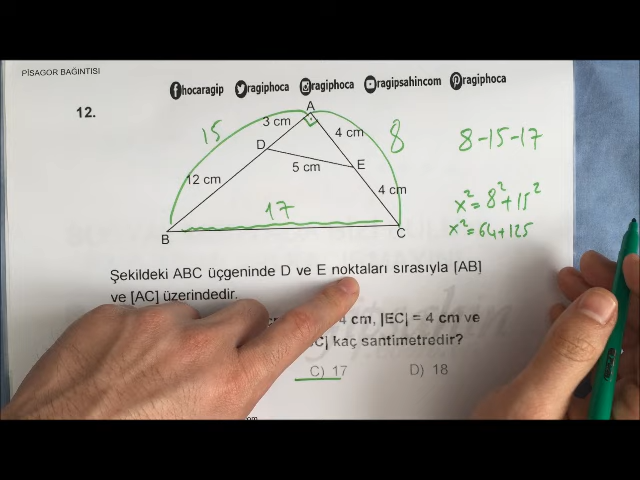 PİSAGOR BAĞINTISI
hocaragip ragiphoca ragiphoca ragipsahincom ragiphoca
12.
A
15
3 cm
4 cm
8
8-15-17
D
E
5 cm
12 cm
4 cm
x²=8²+15²
17
x²=64+125
B
C
Şekildeki ABC üçgeninde D ve E noktaları sırasıyla [AB]
ve [AC] üzerindedir.
4 cm, |EC| = 4 cm ve
C| kaç santimetredir?
C) 17 D) 18
com